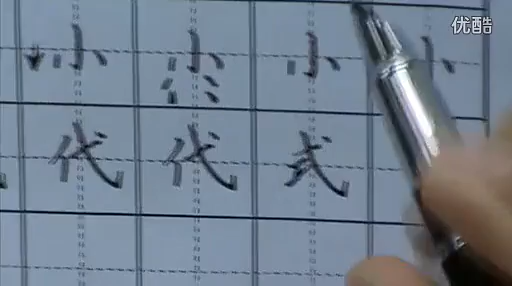 优酷
小 小 小 小
代 代 式